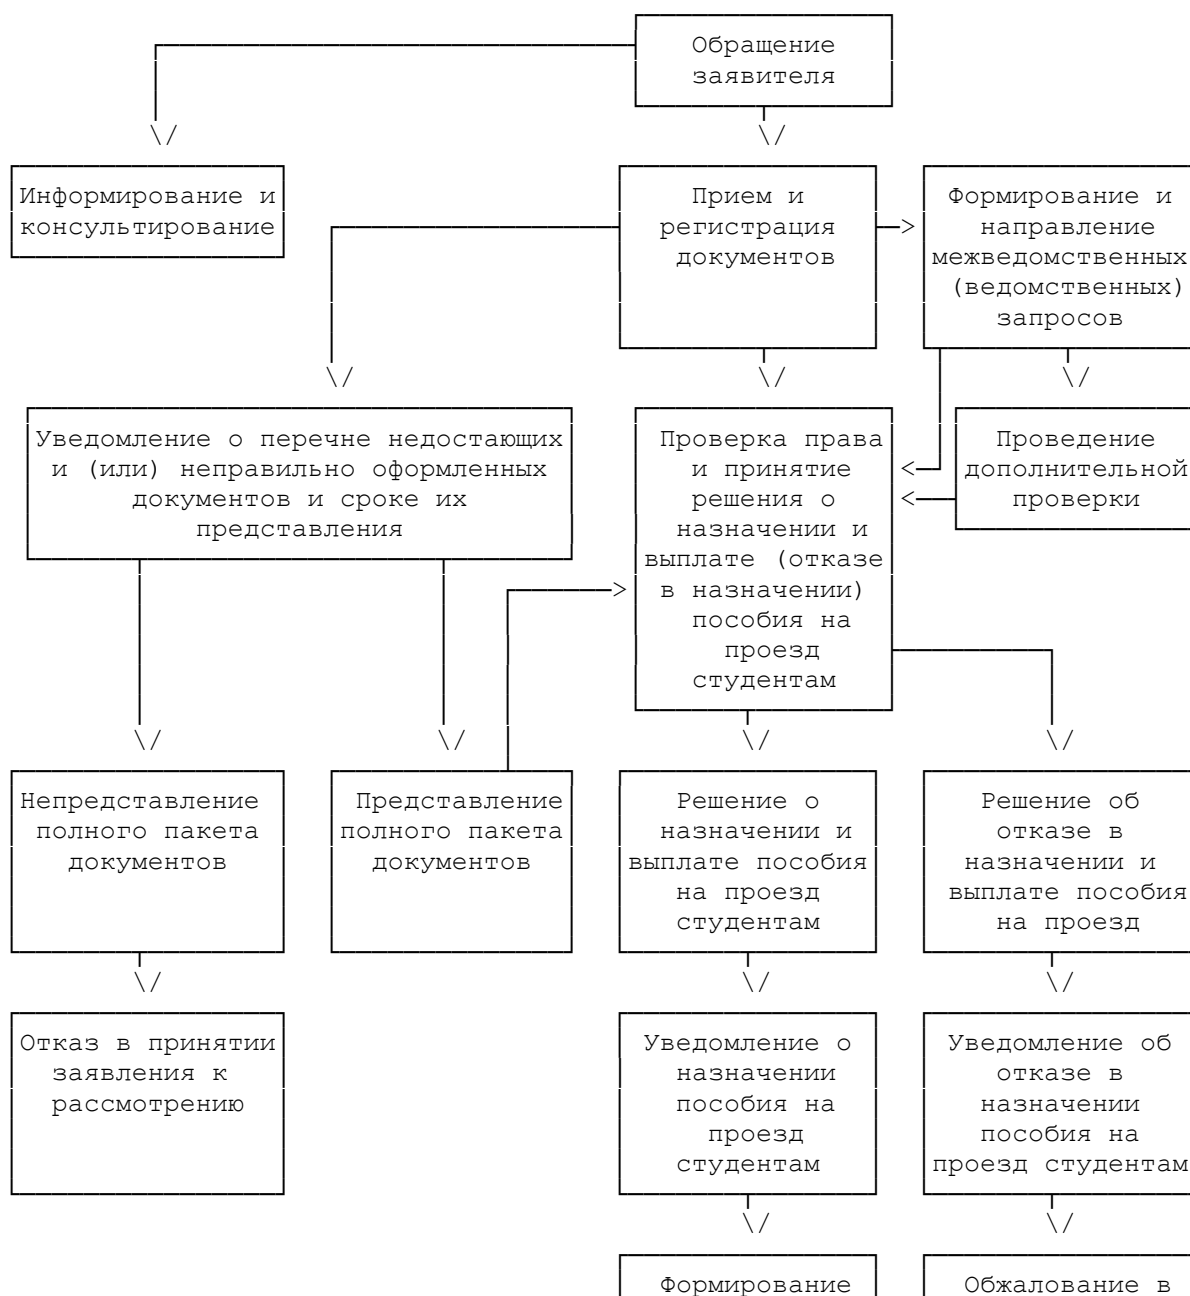 Обращение
заявителя
Информирование и
консультирование
Прием и
регистрация
документов
Формирование и
направление
межведомственных
(ведомственных)
запросов
Уведомление о перечне недостающих
и (или) неправильно оформленных
документов и сроке их
представления
Проверка права
и принятие
решения о
назначении и
выплате (отказе
в назначении)
пособия на
проезд
студентам
Проведение
дополнительной
проверки
Непредставление
полного пакета
документов
Представление
полного пакета
документов
Решение о
назначении и
выплате пособия
на проезд
студентам
Решение об
отказе в
назначении и
выплате пособия
на проезд
Отказ в принятии
заявления к
рассмотрению
Уведомление о
назначении
пособия на
проезд
студентам
Уведомление об
отказе в
назначении
пособия на
проезд студентам
Формирование
Обжалование в